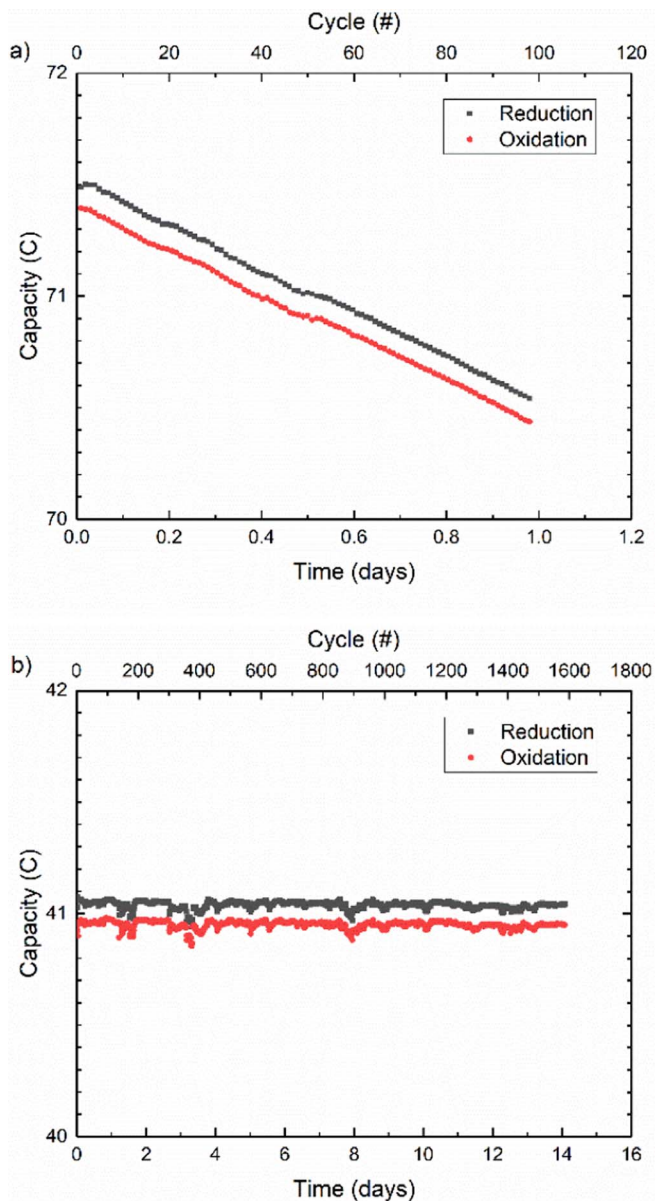 Cycle (#)
a)
0 20 40 60 80 100 120
72
Reduction
Oxidation
Capacity (C)
71
70
0.0 0.2 0.4 0.6 0.8 1.0 1.2
Time (days)
Cycle (#)
b)
0 200 400 600 800 1000 1200 1400 1600 1800
42
Reduction
Oxidation
Capacity (C)
41
40
0 2 4 6 8 10 12 14 16
Time (days)